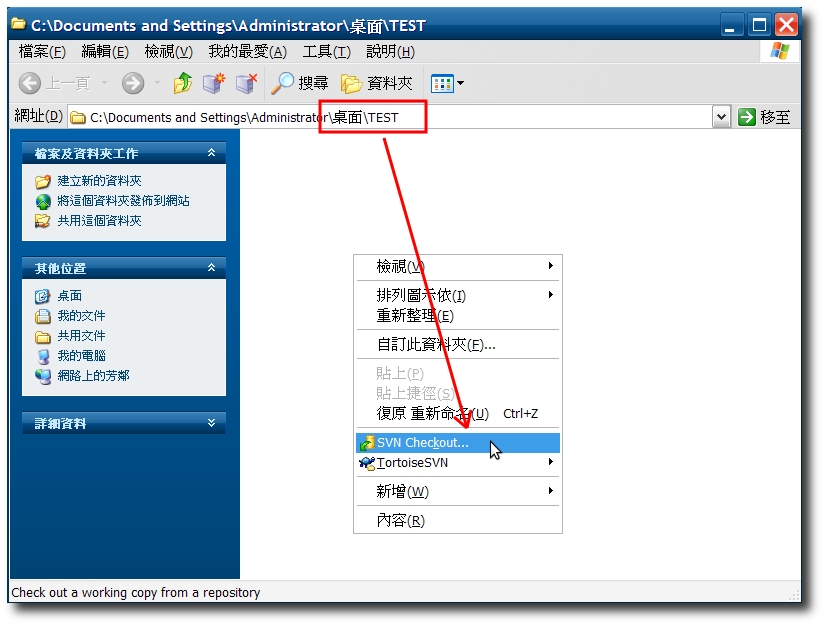 C:\Documents and Settings\Administrator\桌面\TEST
檔案(F) 編輯(E) 檢視(V) 我的最愛(A) 工具(T) 說明(H)
上一頁 搜尋 資料夾
網址(D) C:\Documents and Settings\Administrator\桌面\TEST 移至
檔案及資料夾工作
建立新的資料夾
將這個資料夾發佈到網站
共用這個資料夾
其他位置
桌面
我的文件
共用文件
我的電腦
網路上的芳鄰
詳細資料
檢視(V)
排列圖示依(I)
重新整理(E)
自訂此資料夾(F)...
貼上(P)
貼上捷徑(S)
復原 重新命名(U) Ctrl+Z
SVN Checkout...
TortoiseSVN
新增(W)
內容(R)
Check out a working copy from a repository